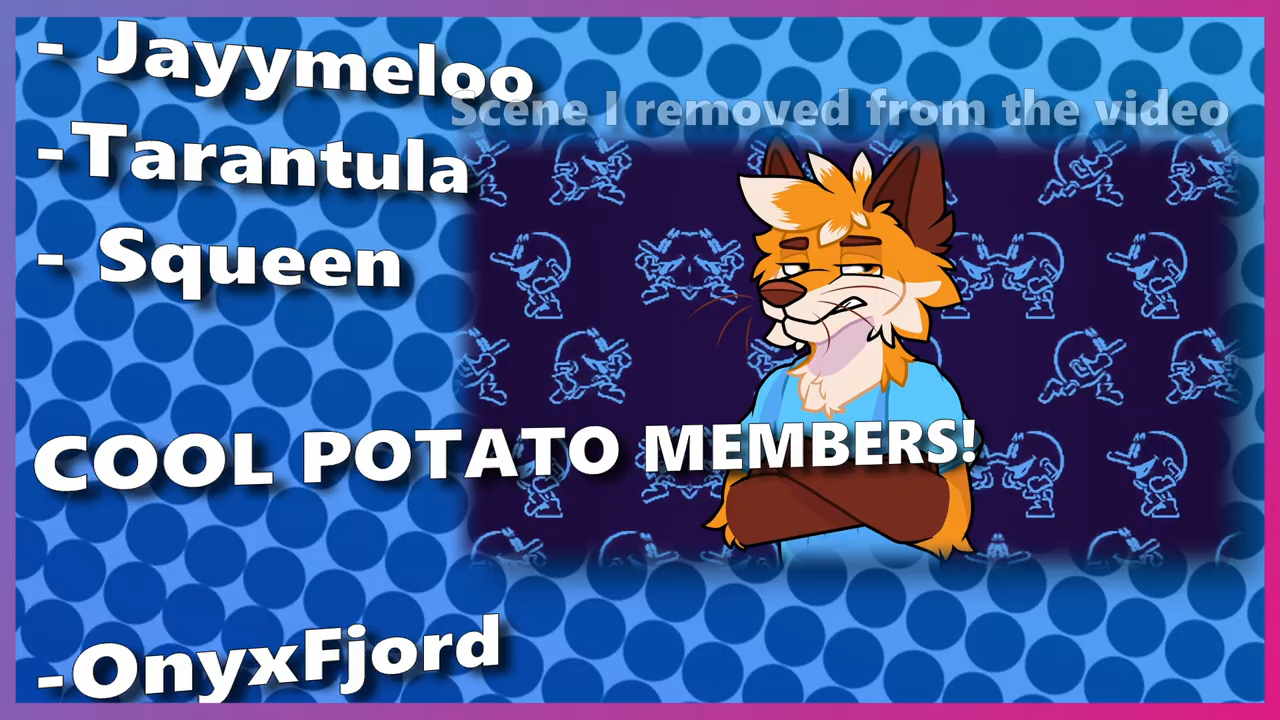 - Jayymeloo
Scene I removed from the video
-Tarantula
- Squeen
COOL POTATO MEMBERS!
-OnyxFjord